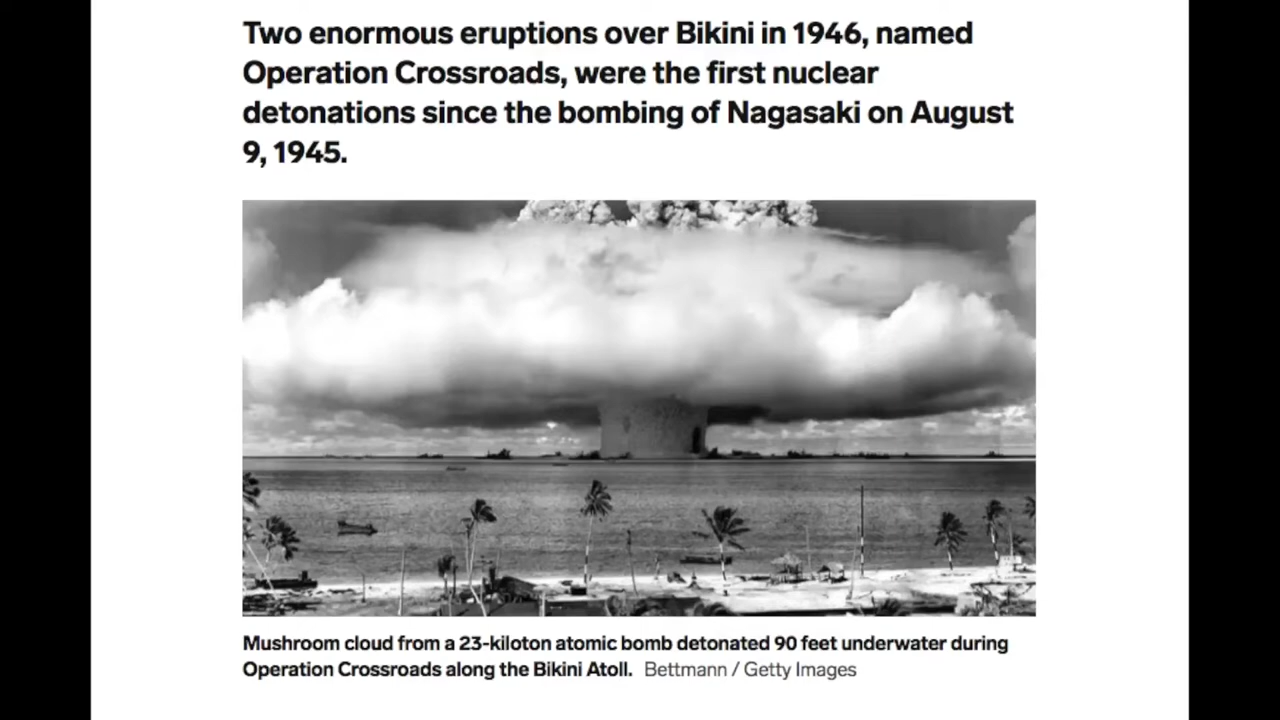 Two enormous eruptions over Bikini in 1946, named
Operation Crossroads, were the first nuclear
detonations since the bombing of Nagasaki on August
9, 1945.
Mushroom cloud from a 23-kiloton atomic bomb detonated 90 feet underwater during
Operation Crossroads along the Bikini Atoll. Bettmann / Getty Images